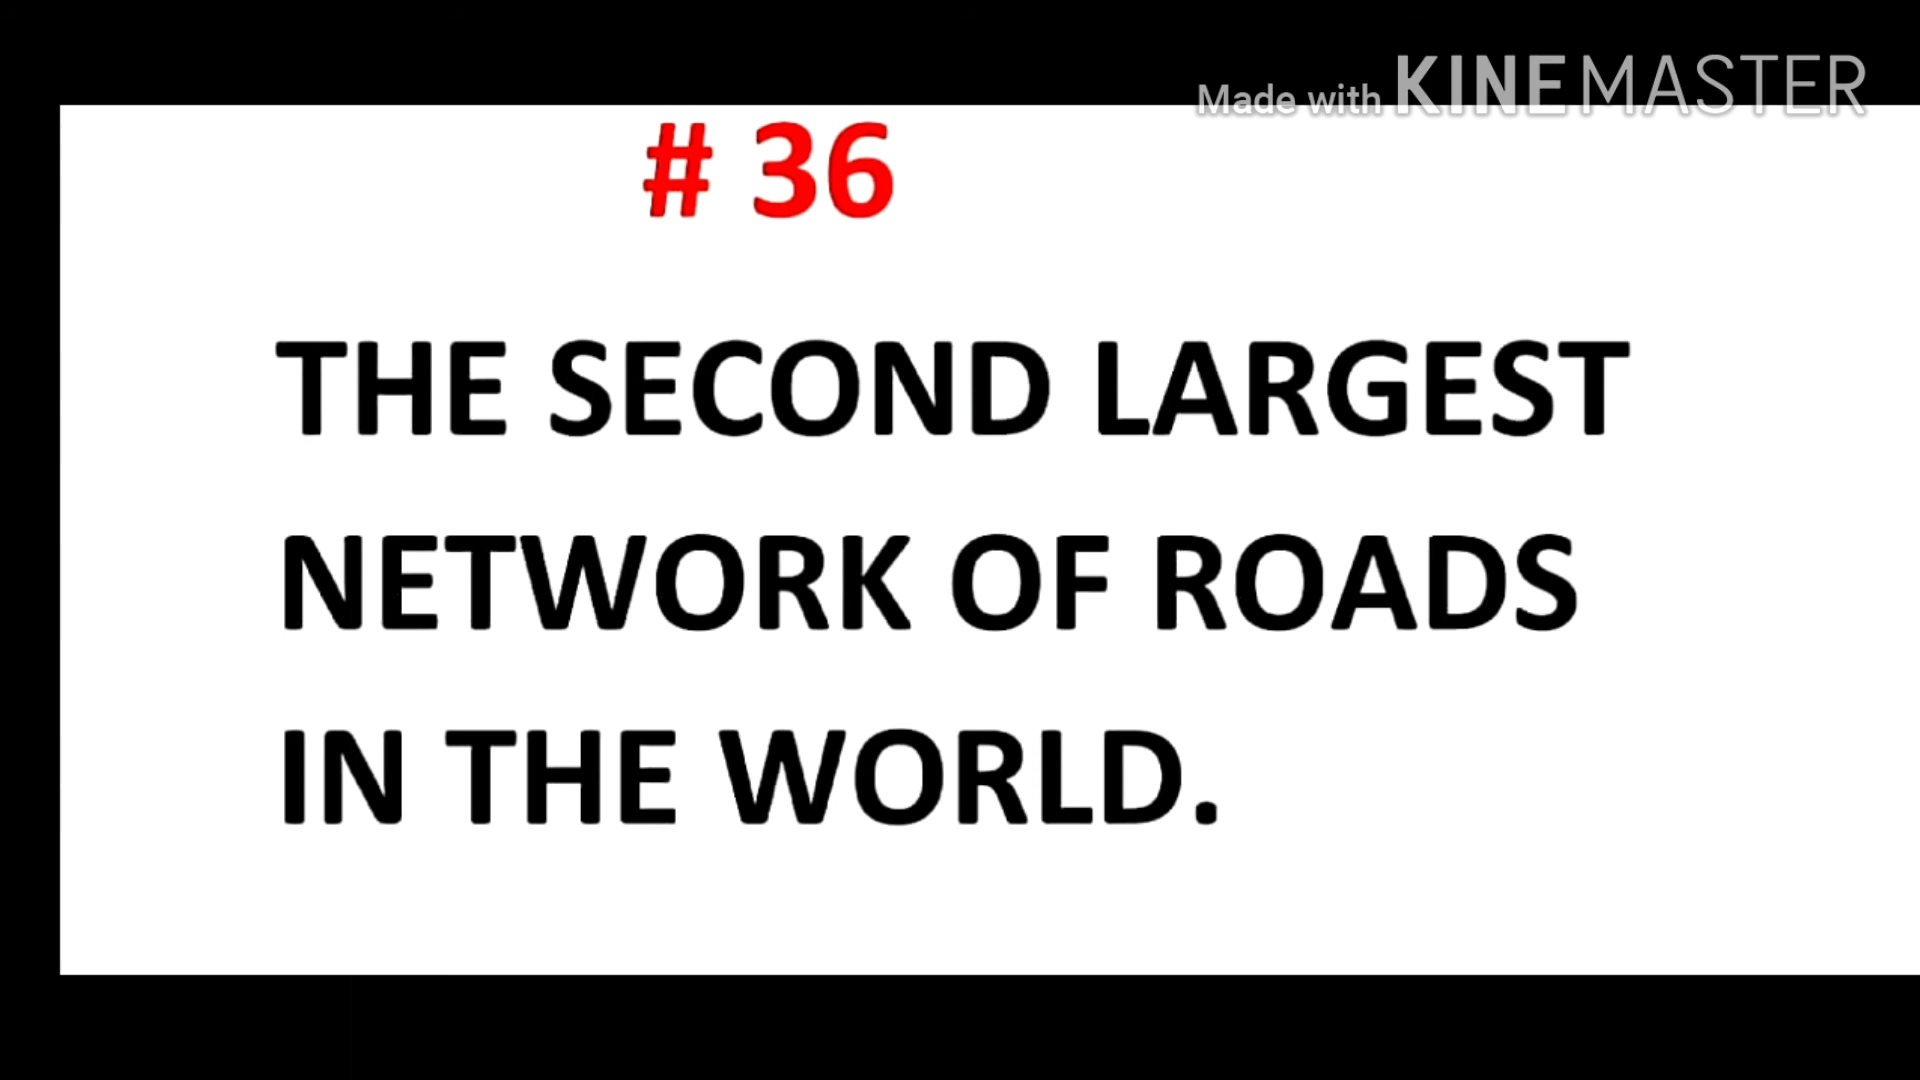 Made with KINEMASTER
# 36
THE SECOND LARGEST
NETWORK OF ROADS
IN THE WORLD.